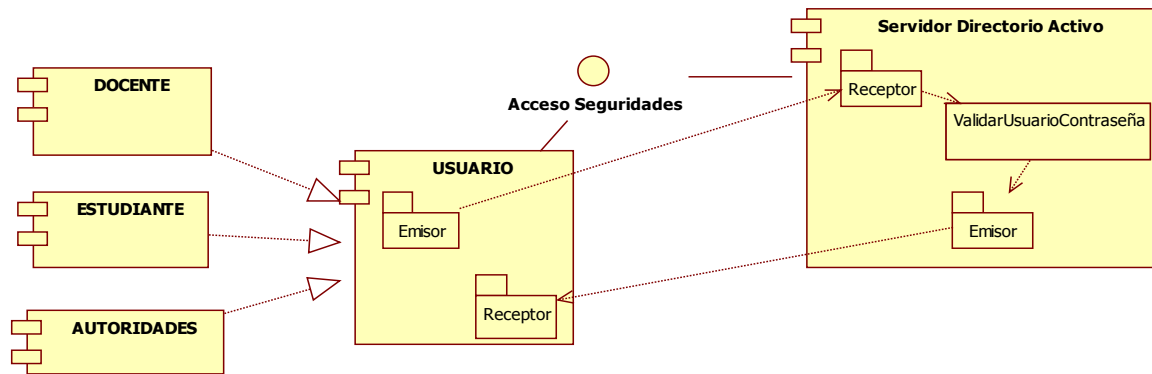 Servidor Directorio Activo
DOCENTE
Receptor
Acceso Seguridades
ValidarUsuarioContraseña
USUARIO
ESTUDIANTE
Emisor
Emisor
Receptor
AUTORIDADES